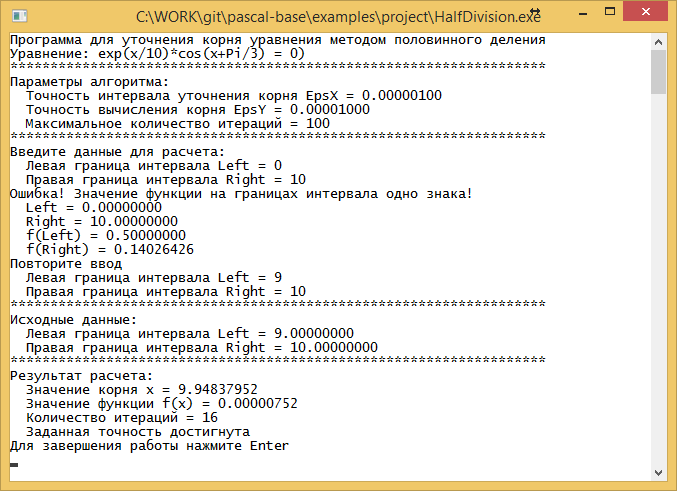 C:\WORK\git\pascal-base\examples\project\HalfDivision.exe
Программа для уточнения корня уравнения методом половинного деления
Уравнение: exp(x/10)*cos(x+Pi/3) = 0)
*******************************************************************
Параметры алгоритма:
Точность интервала уточнения корня EpsX = 0.00000100
Точность вычисления корня EpsY = 0.00001000
Максимальное количество итераций = 100
*******************************************************************
Введите данные для расчета:
Левая граница интервала Left = 0
Правая граница интервала Right = 10
Ошибка! Значение функции на границах интервала одно знака!
Left = 0.00000000
Right = 10.00000000
f(Left) = 0.50000000
f(Right) = 0.14026426
Повторите ввод
Левая граница интервала Left = 9
Правая граница интервала Right = 10
*******************************************************************
Исходные данные:
Левая граница интервала Left = 9.00000000
Правая граница интервала Right = 10.00000000
*******************************************************************
Результат расчета:
Значение корня x = 9.94837952
Значение функции f(x) = 0.00000752
Количество итераций = 16
Заданная точность достигнута
Для завершения работы нажмите Enter